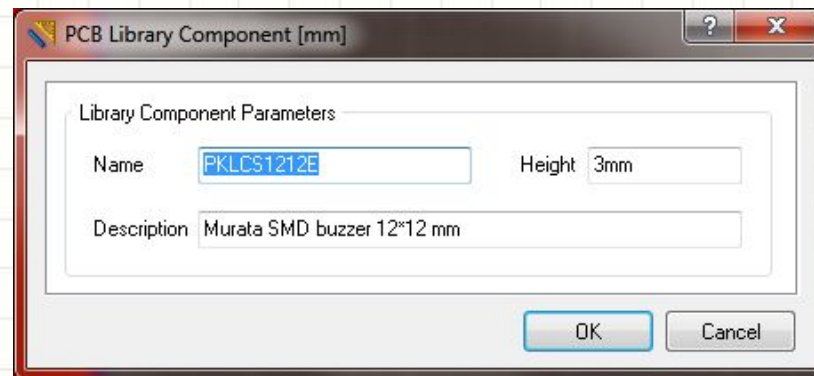 PCB Library Component [mm]
Library Component Parameters
Name PKLCS1212E Height 3mm
Description Murata SMD buzzer 12*12 mm
OK Cancel